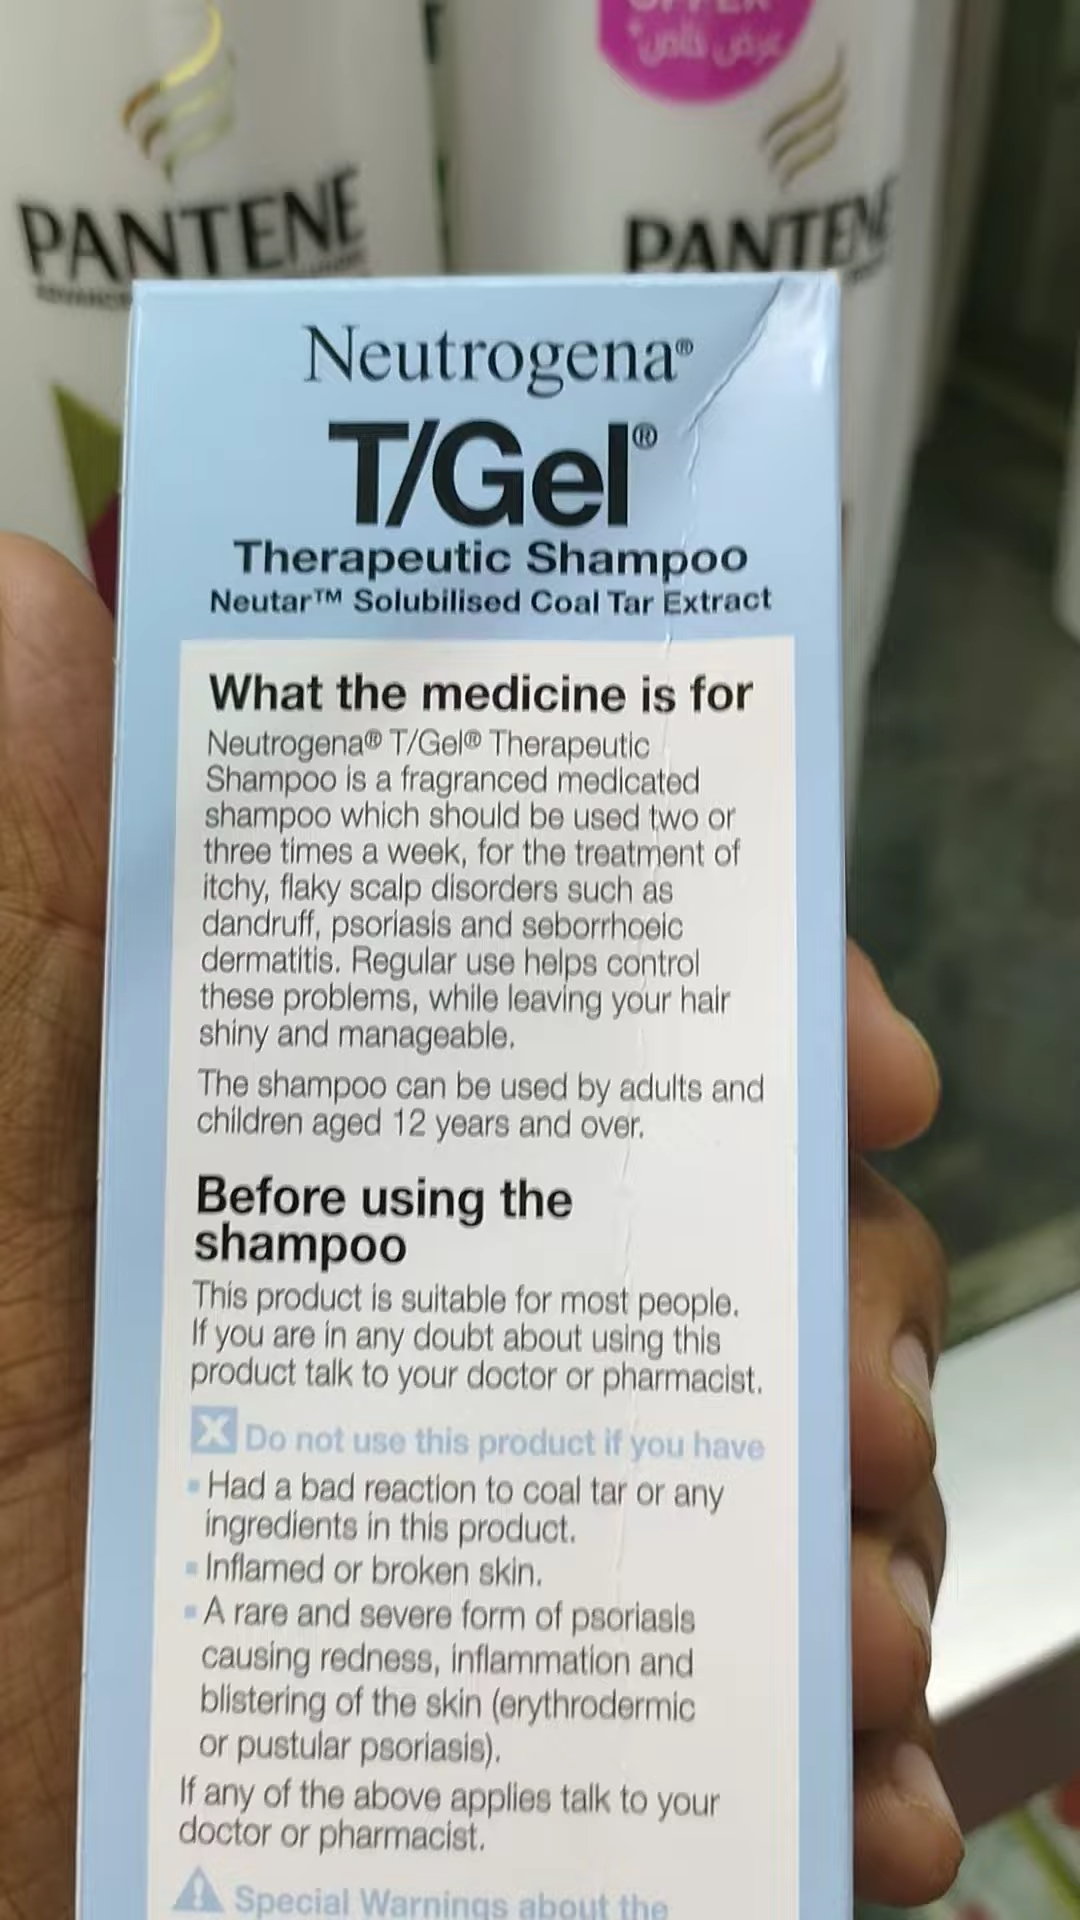 OFFER
عرض خاص*
PANTENE
PANTENE
Neutrogena®
T/Gel®
Therapeutic Shampoo
Neutar™ Solubilised Coal Tar Extract
What the medicine is for
Neutrogena® T/Gel® Therapeutic
Shampoo is a fragranced medicated
shampoo which should be used two or
three times a week, for the treatment of
itchy, flaky scalp disorders such as
dandruff, psoriasis and seborrhoeic
dermatitis. Regular use helps control
these problems, while leaving your hair
shiny and manageable.
The shampoo can be used by adults and
children aged 12 years and over.
Before using the
shampoo
This product is suitable for most people.
If you are in any doubt about using this
product talk to your doctor or pharmacist.
X Do not use this product if you have
▪ Had a bad reaction to coal tar or any
ingredients in this product.
▪ Inflamed or broken skin.
▪ A rare and severe form of psoriasis
causing redness, inflammation and
blistering of the skin (erythrodermic
or pustular psoriasis).
If any of the above applies talk to your
doctor or pharmacist.
Special Warnings about the